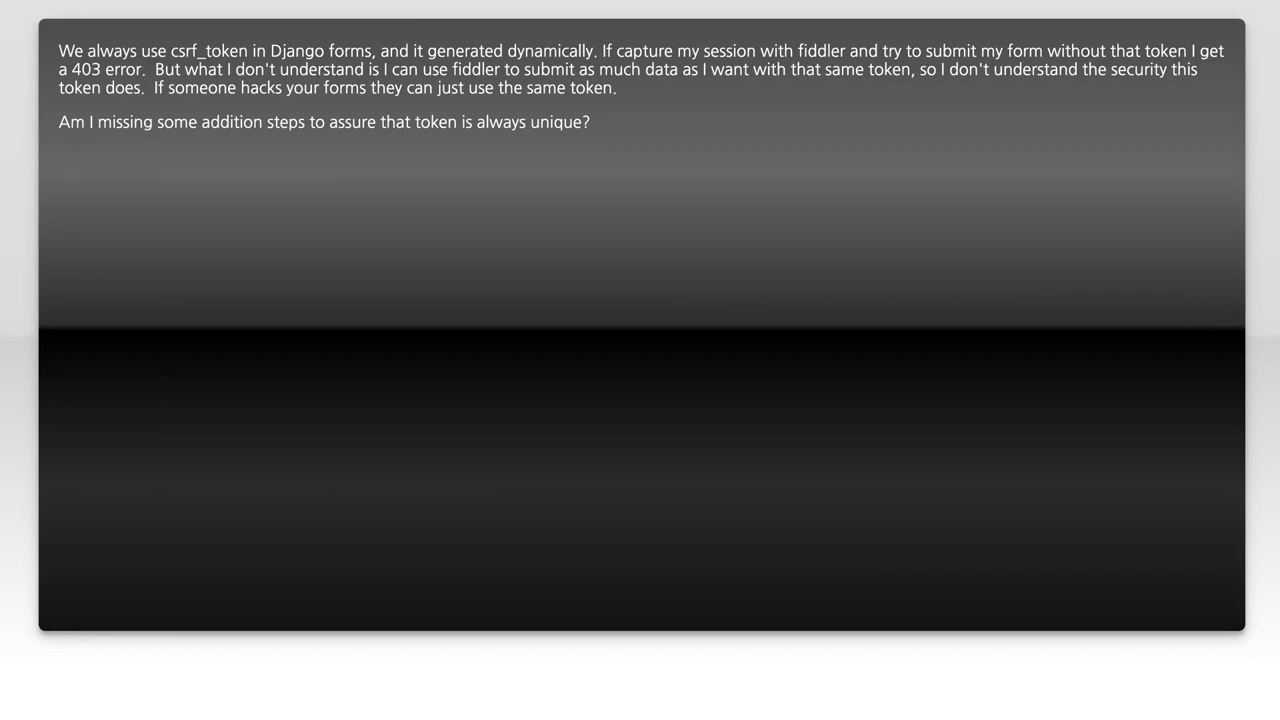 We always use csrf_token in Django forms, and it generated dynamically. If capture my session with fiddler and try to submit my form without that token I get
a 403 error.  But what I don't understand is I can use fiddler to submit as much data as I want with that same token, so I don't understand the security this
token does.  If someone hacks your forms they can just use the same token.
Am I missing some addition steps to assure that token is always unique?